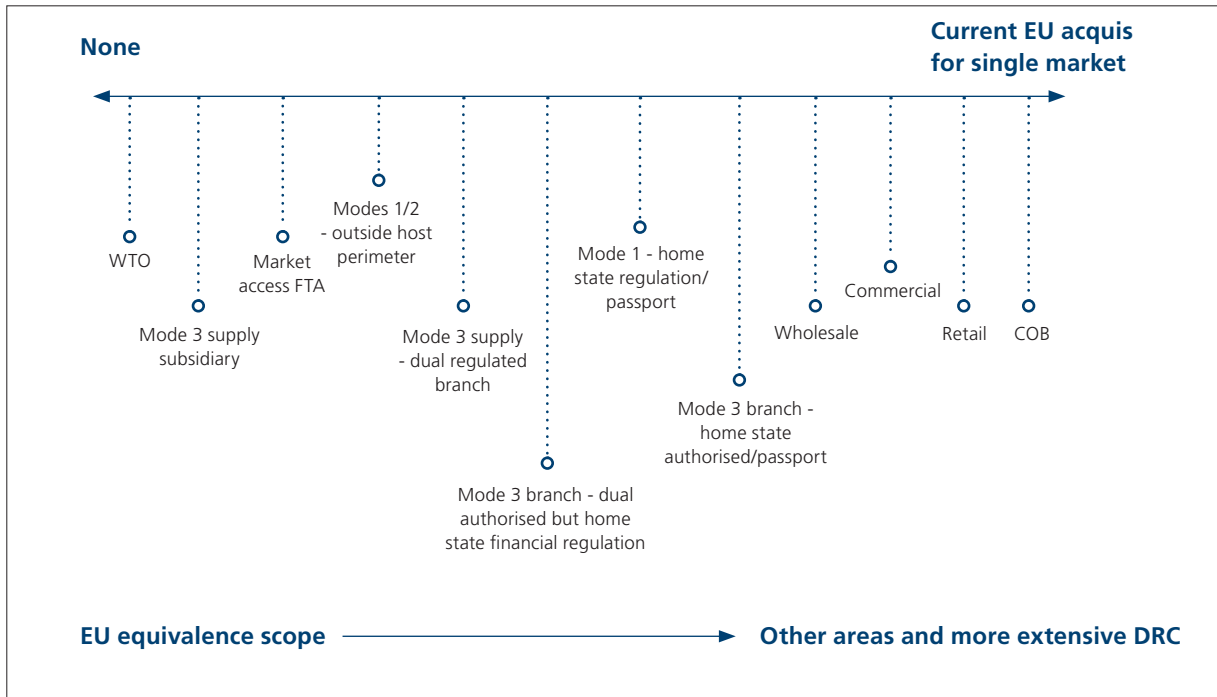 None
Current EU acquis
for single market
WTO
Mode 3 supply
subsidiary
Market
access FTA
Modes 1/2
- outside host
perimeter
Mode 3 supply
- dual regulated
branch
Mode 3 branch - dual
authorised but home
state financial regulation
Mode 1 - home
state regulation/
passport
Mode 3 branch -
home state
authorised/passport
Wholesale
Commercial
Retail
COB
EU equivalence scope
Other areas and more extensive DRC